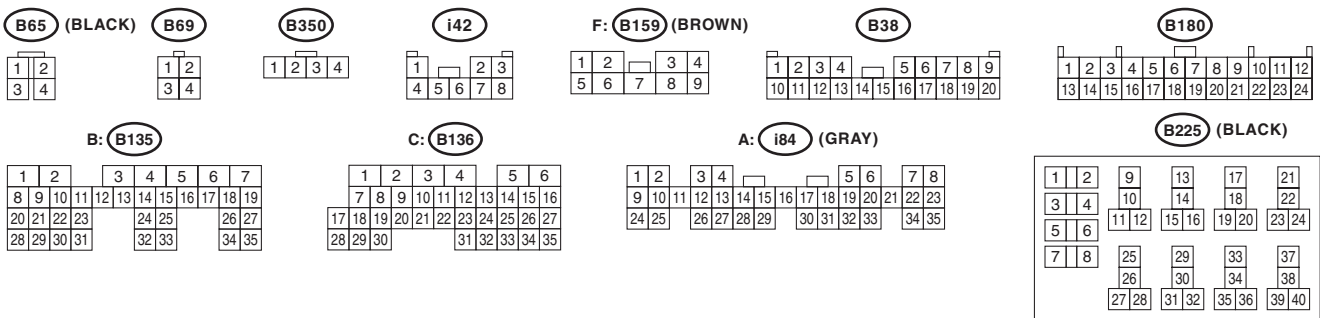 B65 (BLACK) B69 B350 i42 F: B159 (BROWN) B38 B180
1 2
3 4
1 2
3 4
1 2 3 4
1 2 3
4 5 6 7 8
1 2 3 4
5 6 7 8 9
1 2 3 4 5 6 7 8 9
10 11 12 13 14 15 16 17 18 19 20
1 2 3 4 5 6 7 8 9 10 11 12
13 14 15 16 17 18 19 20 21 22 23 24
B: B135
1 2 3 4 5 6 7
8 9 10 11 12 13 14 15 16 17 18 19
20 21 22 23 24 25 26 27
28 29 30 31 32 33 34 35
C: B136
1 2 3 4 5 6
7 8 9 10 11 12 13 14 15 16
17 18 19 20 21 22 23 24 25 26 27
28 29 30 31 32 33 34 35
A: i84 (GRAY)
1 2 3 4 5 6 7 8
9 10 11 12 13 14 15 16 17 18 19 20 21 22 23
24 25 26 27 28 29 30 31 32 33 34 35
B225 (BLACK)
1 2
3 4
5 6
7 8
9 13 17 21
10 14 18 22
11 12 15 16 19 20 23 24
25 29 33 37
26 30 34 38
27 28 31 32 35 36 39 40